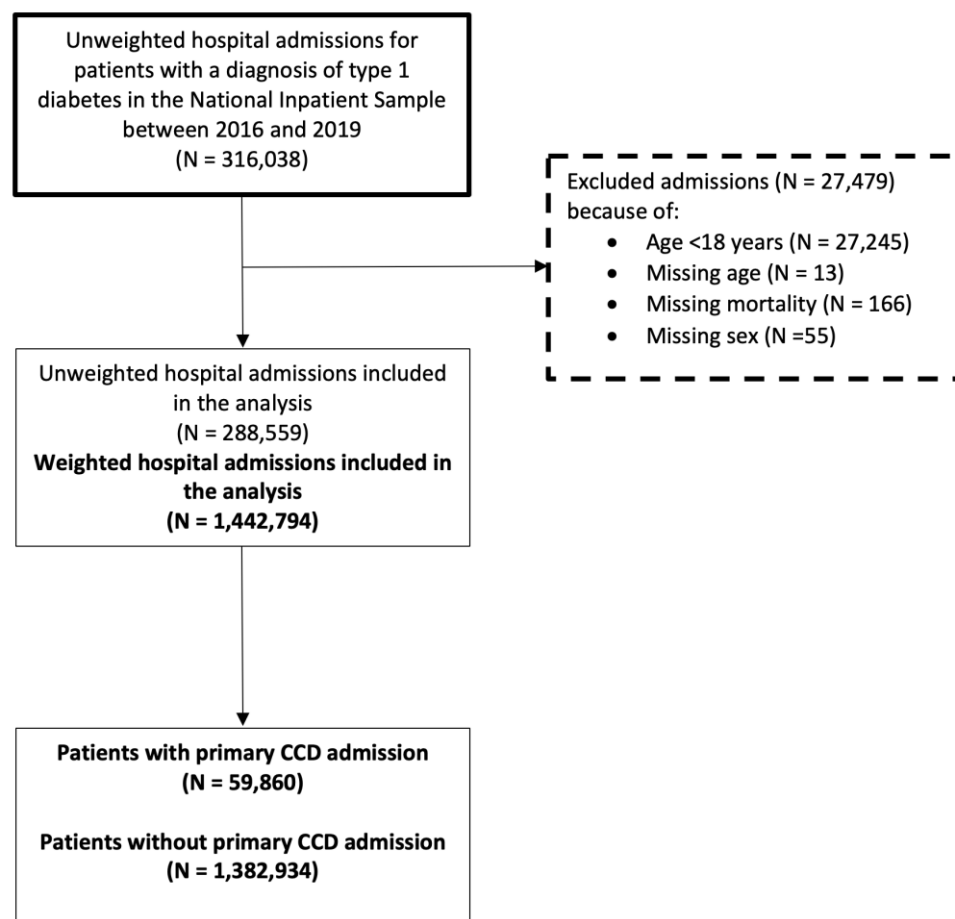 Unweighted hospital admissions for
patients with a diagnosis of type 1
diabetes in the National Inpatient Sample
between 2016 and 2019
(N = 316,038)
Excluded admissions (N = 27,479)
because of:
• Age <18 years (N = 27,245)
• Missing age (N = 13)
• Missing mortality (N = 166)
• Missing sex (N =55)
Unweighted hospital admissions included
in the analysis
(N = 288,559)
Weighted hospital admissions included in
the analysis
(N = 1,442,794)
Patients with primary CCD admission
(N = 59,860)
Patients without primary CCD admission
(N = 1,382,934)